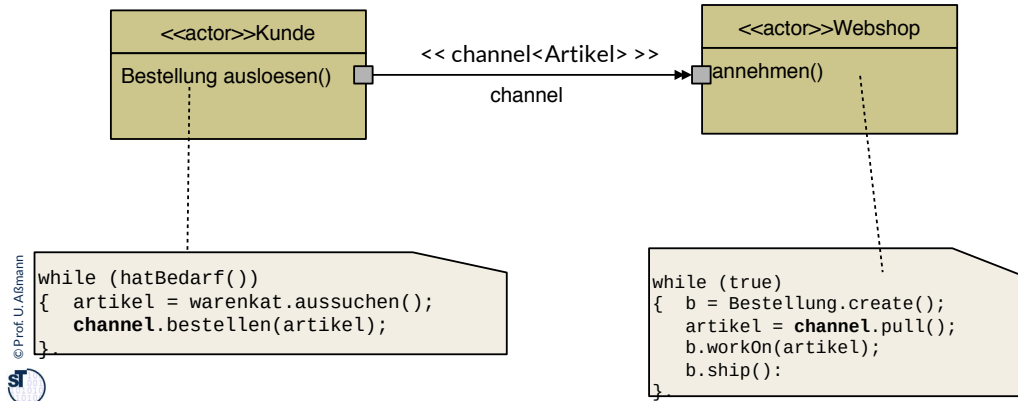 <<actor>>Kunde
Bestellung ausloesen()
<< channel<Artikel> >>
channel
<<actor>>Webshop
annehmen()
while (hatBedarf())
{ artikel = warenkat.aussuchen();
channel.bestellen(artikel);
}.
while (true)
{ b = Bestellung.create();
artikel = channel.pull();
b.workOn(artikel);
b.ship():
}.
© Prof. U. Aßmann
ST